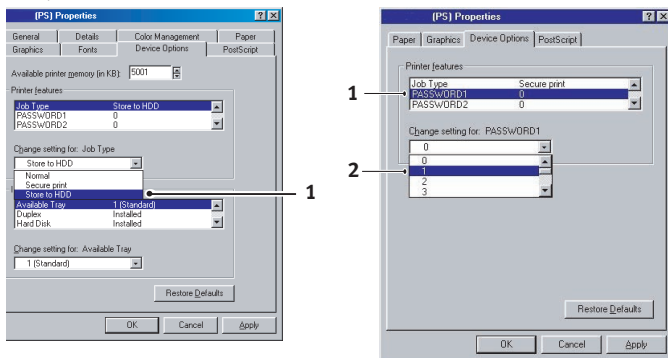 (PS) Properties
General Details Color Management Paper
Graphics Fonts Device Options PostScript
Available printer memory (in KB): 5001
Printer features
Job Type Store to HDD
PASSWORD1 0
PASSWORD2 0
Change setting for: Job Type
Store to HDD
Normal
Secure print
Store to HDD
1
Available Tray 1 (Standard)
Duplex Installed
Hard Disk Installed
Change setting for: Available Tray
1 (Standard)
Restore Defaults
OK Cancel Apply
(PS) Properties
Paper Graphics Device Options PostScript
Printer features
Job Type Secure print
1
PASSWORD1 0
PASSWORD2 0
Change setting for: PASSWORD1
0
0
2
1
2
3
Restore Defaults
OK Cancel Apply